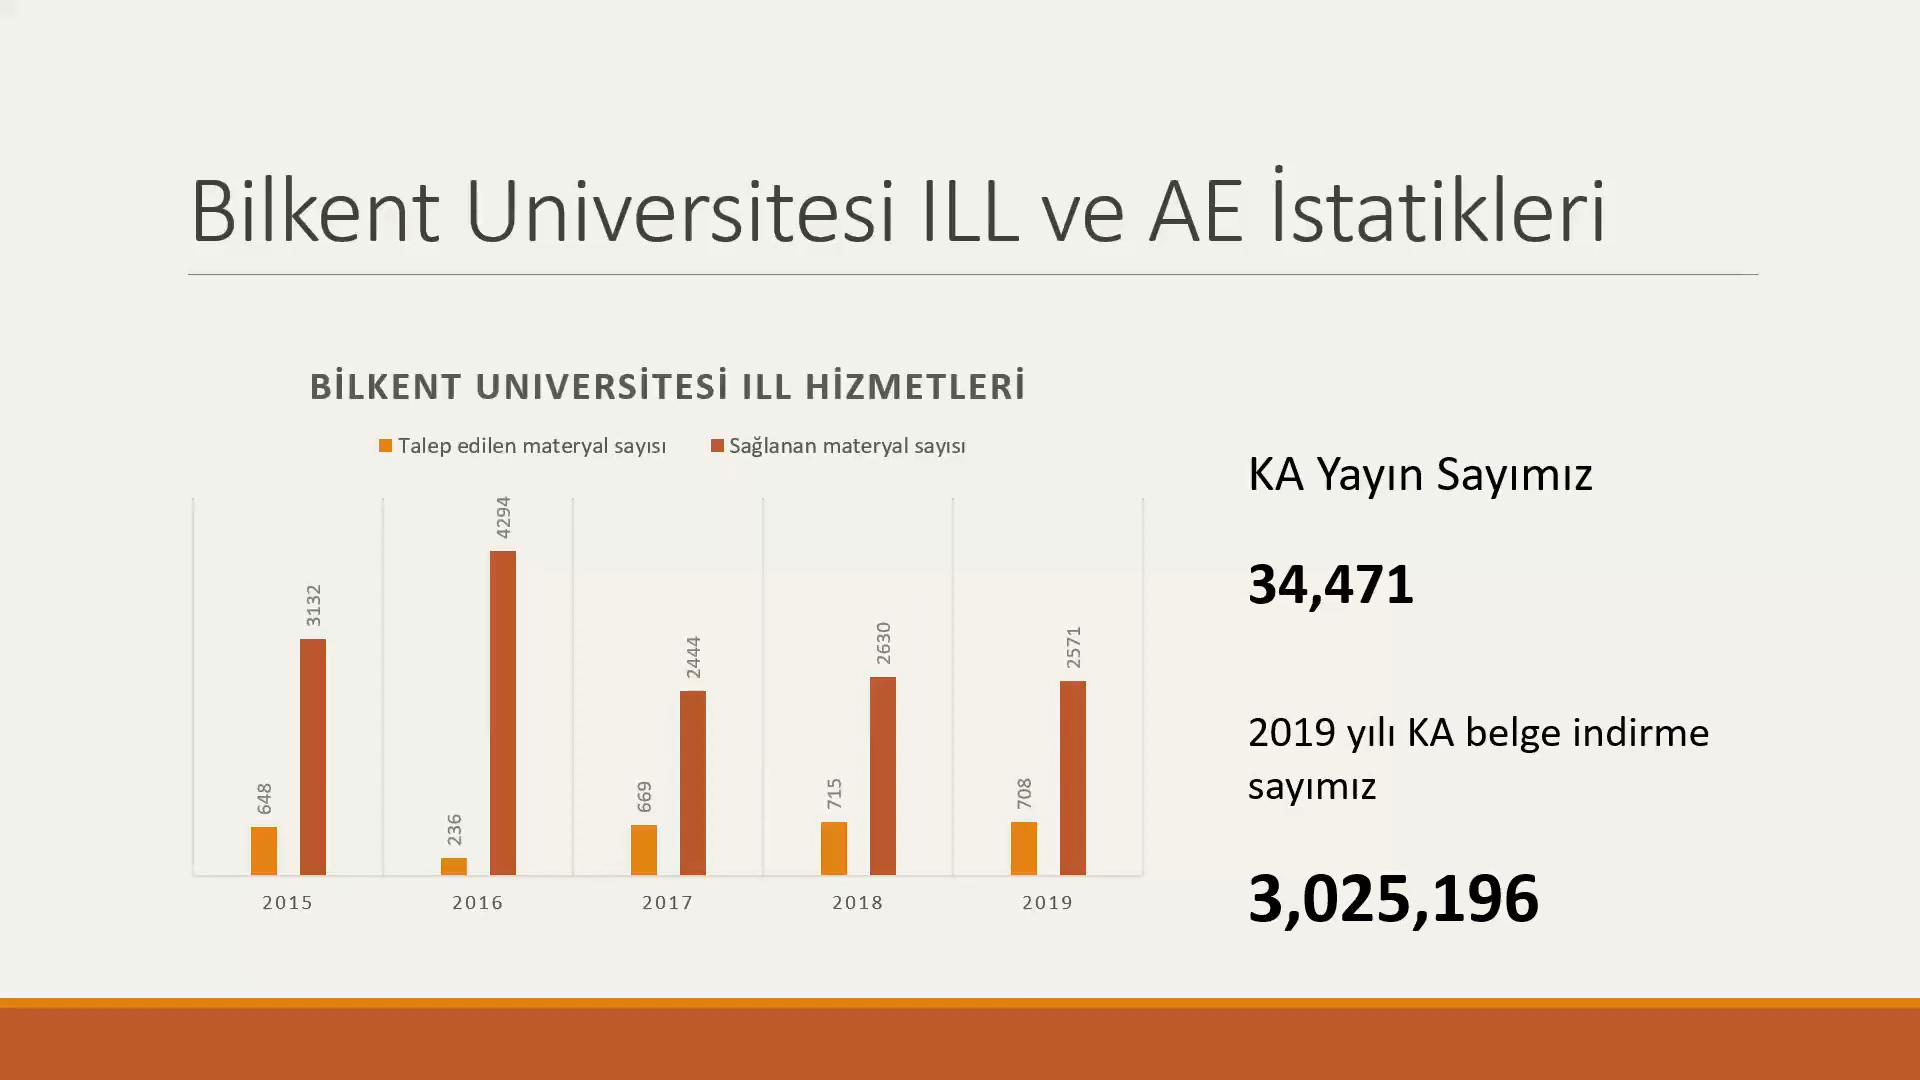 Bilkent Universitesi ILL ve AE İstatikleri
BİLKENT UNIVERSİTESİ ILL HİZMETLERİ
Talep edilen materyal sayısı
Sağlanan materyal sayısı
648
3132
236
4294
669
2444
715
2630
708
2571
2015
2016
2017
2018
2019
KA Yayın Sayımız
34,471
2019 yılı KA belge indirme
sayımız
3,025,196